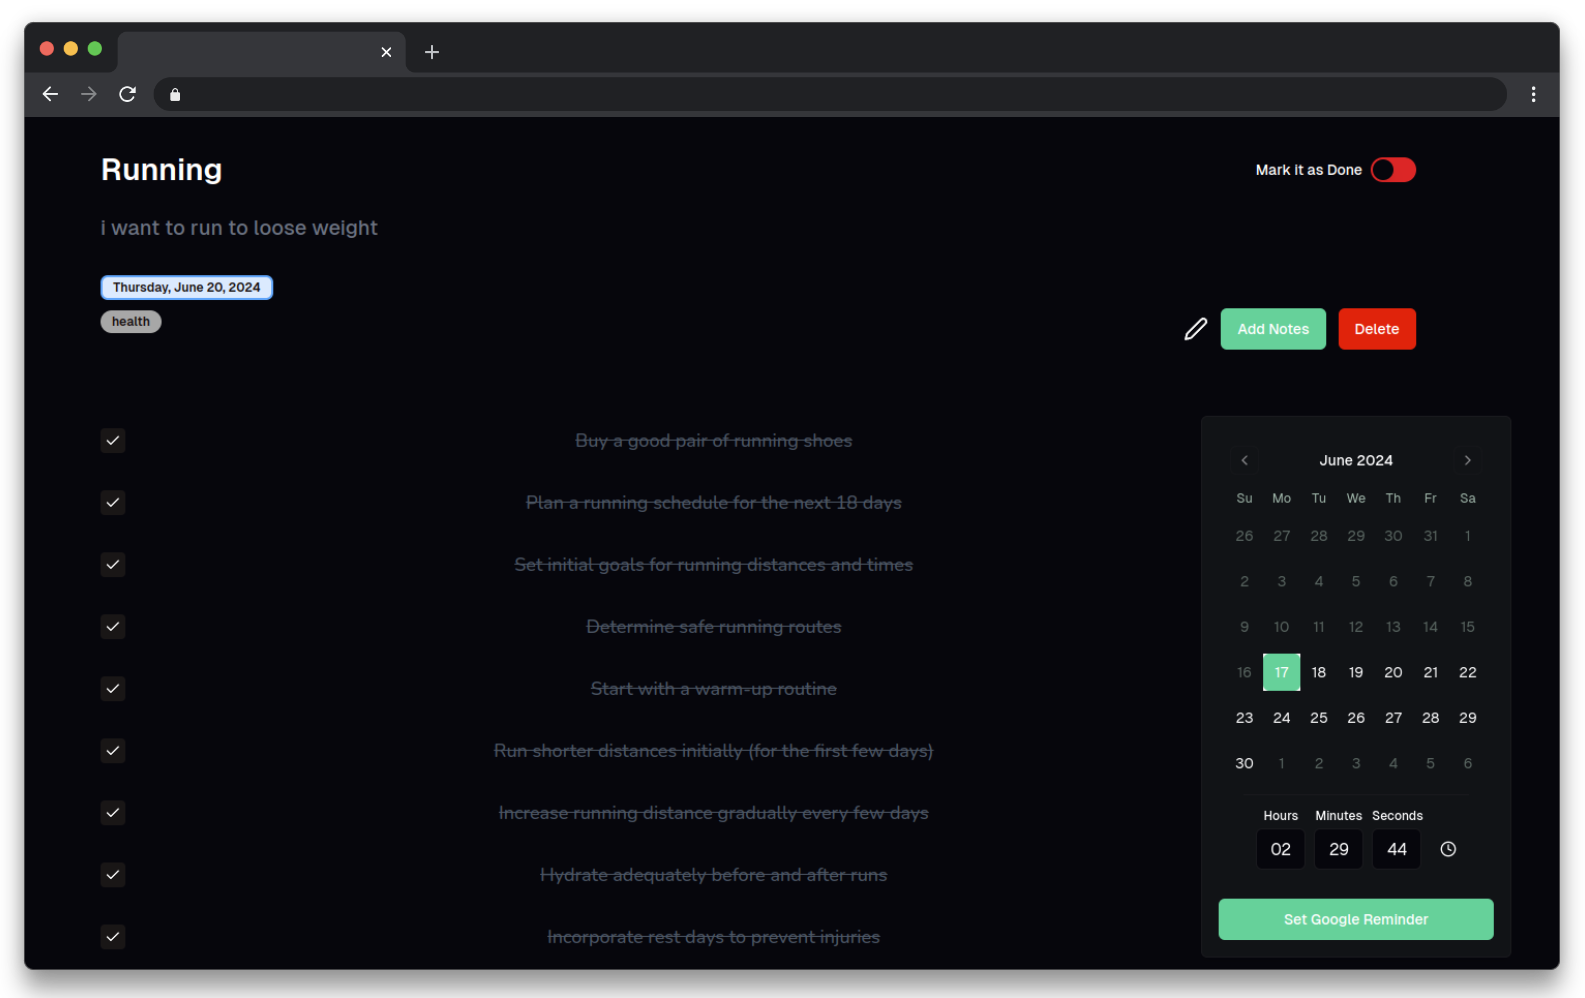 Running
Mark it as Done
i want to run to loose weight
Thursday, June 20, 2024
health
Add Notes
Delete
Buy a good pair of running shoes
Plan a running schedule for the next 18 days
Set initial goals for running distances and times
Determine safe running routes
Start with a warm-up routine
Run shorter distances initially (for the first few days)
Increase running distance gradually every few days
Hydrate adequately before and after runs
Incorporate rest days to prevent injuries
June 2024
Su Mo Tu We Th Fr Sa
26 27 28 29 30 31 1
2 3 4 5 6 7 8
9 10 11 12 13 14 15
16 17 18 19 20 21 22
23 24 25 26 27 28 29
30 1 2 3 4 5 6
Hours Minutes Seconds
02 29 44
Set Google Reminder